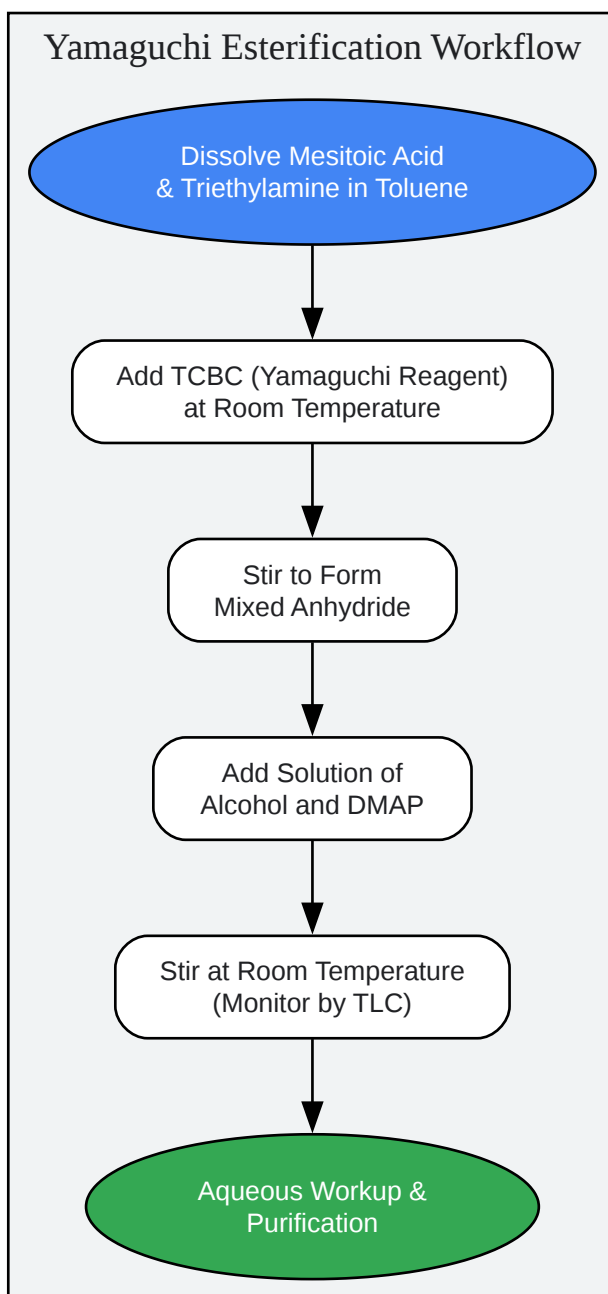 Yamaguchi Esterification Workflow
Dissolve Mesitoic Acid
& Triethylamine in Toluene
Add TCBC (Yamaguchi Reagent)
at Room Temperature
Stir to Form
Mixed Anhydride
Add Solution of
Alcohol and DMAP
Stir at Room Temperature
(Monitor by TLC)
Aqueous Workup &
Purification